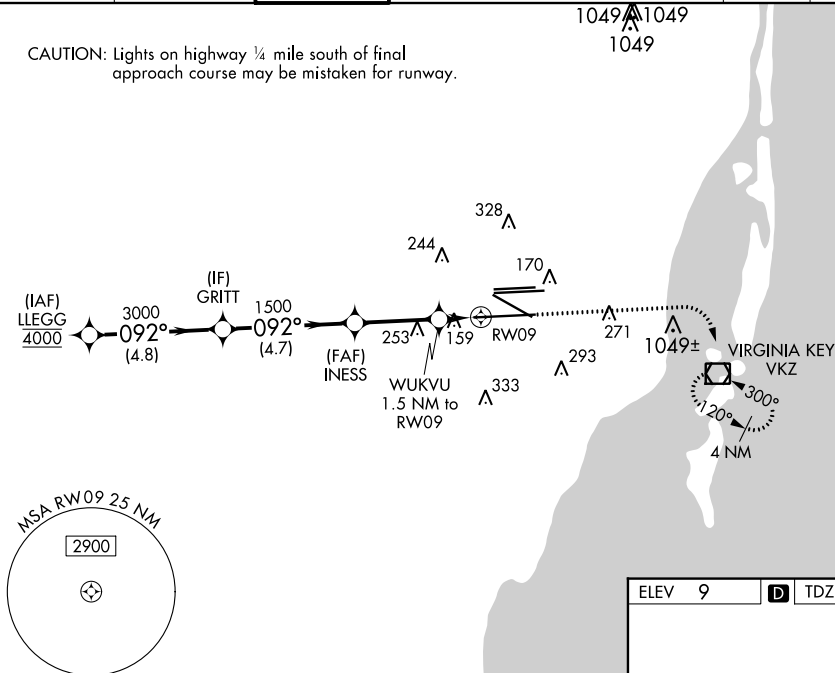 1049 1049
1049
CAUTION: Lights on highway ¼ mile south of final
approach course may be mistaken for runway.
328
244
170
(IAF)
LLEGG
4000
3000
092°
(4.8)
(IF)
GRITT
1500
092°
(4.7)
(FAF)
INESS
253
159
RW09
271
1049±
WUKVU
1.5 NM to
RW09
293
333
VIRGINIA KEY
VKZ
300°
120°
4 NM
MSA RW09 25 NM
2900
ELEV 9 D TDZ